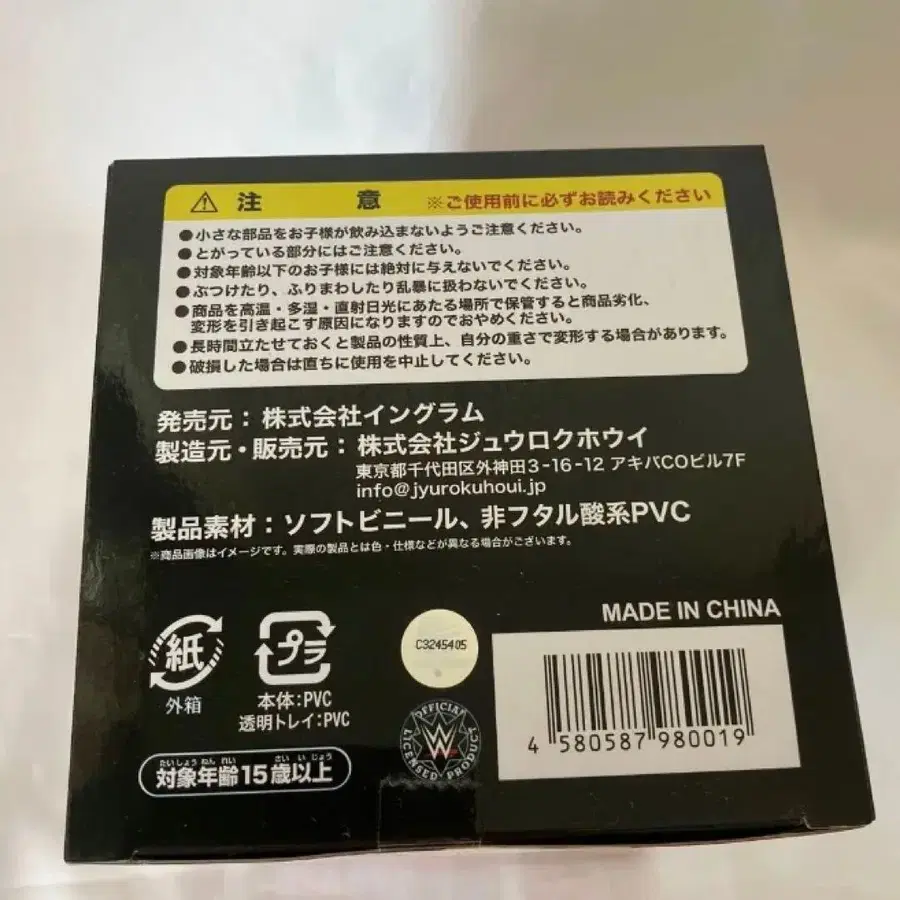 ⚠ 注 意 ※ご使用前に必ずお読みください
●小さな部品をお子様が飲み込まないようご注意ください。
●とがっている部分にはご注意ください。
●対象年齢以下のお子様には絶対に与えないでください。
●ぶつけたり、ふりまわしたり乱暴に扱わないでください。
●商品を高温・多湿・直射日光にあたる場所で保管すると商品劣化、
変形を引き起こす原因になりますのでおやめください。
●長時間立たせておくと製品の性質上、自分の重さで変形する場合があります。
●破損した場合は直ちに使用を中止してください。
発売元：株式会社イングラム
製造元・販売元：株式会社ジュウロクホウイ
東京都千代田区外神田3-16-12 アキバCOビル7F
info@jyurokuhoui.jp
製品素材：ソフトビニール、非フタル酸系PVC
※商品画像はイメージです。実際の製品とは色・仕様などが異なる場合がございます。
紙
外箱
プラ
本体：PVC
透明トレイ：PVC
たいしょうねんれい さいいじょう
対象年齢15歳以上
C3245405
OFFICIAL
W
LICENSED PRODUCT
MADE IN CHINA
4 580587 980019